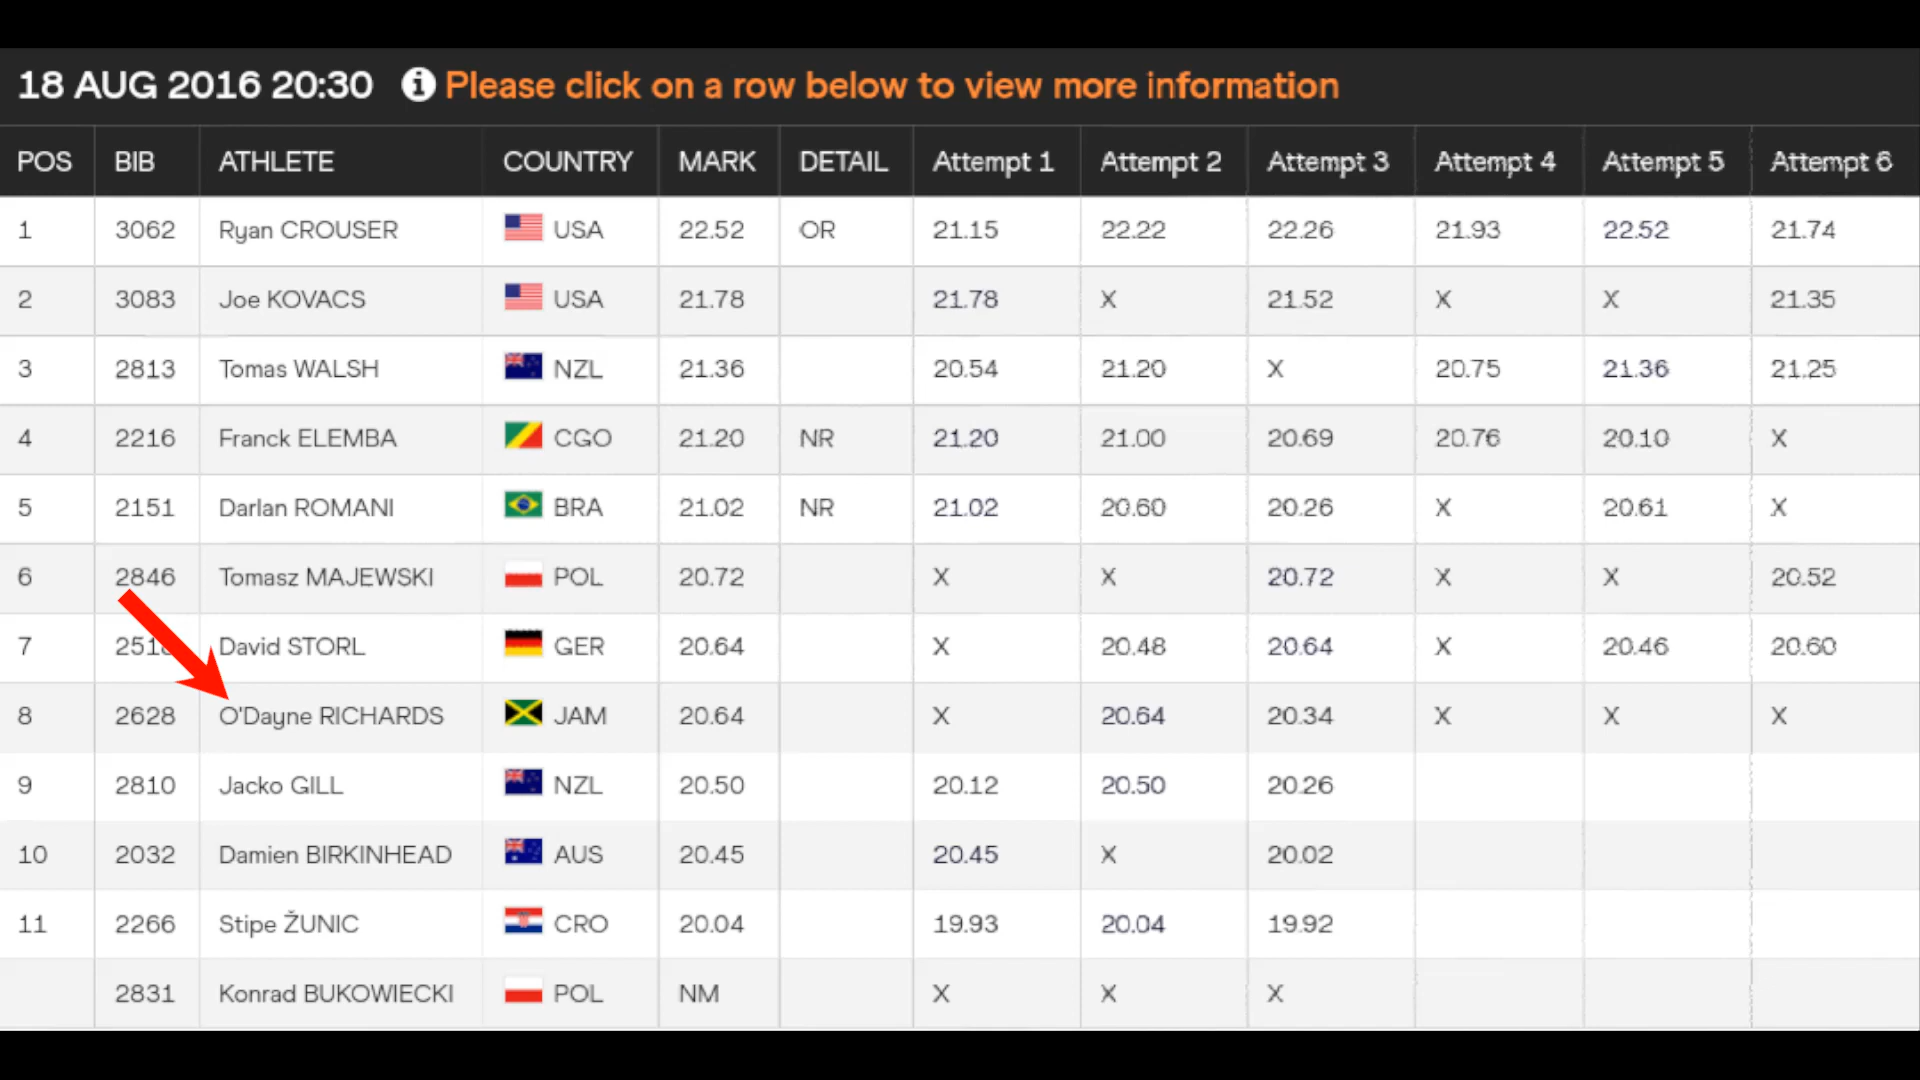 18 AUG 2016 20:30 i Please click on a row below to view more information
POS BIB ATHLETE COUNTRY MARK DETAIL Attempt 1 Attempt 2 Attempt 3 Attempt 4 Attempt 5 Attempt 6
1 3062 Ryan CROUSER USA 22.52 OR 21.15 22.22 22.26 21.93 22.52 21.74
2 3083 Joe KOVACS USA 21.78 21.78 X 21.52 X X 21.35
3 2813 Tomas WALSH NZL 21.36 20.54 21.20 X 20.75 21.36 21.25
4 2216 Franck ELEMBA CGO 21.20 NR 21.20 21.00 20.69 20.76 20.10 X
5 2151 Darlan ROMANI BRA 21.02 NR 21.02 20.60 20.26 X 20.61 X
6 2846 Tomasz MAJEWSKI POL 20.72 X X 20.72 X X 20.52
7 David STORL GER 20.64 X 20.48 20.64 X 20.46 20.60
8 2628 O'Dayne RICHARDS JAM 20.64 X 20.64 20.34 X X X
9 2810 Jacko GILL NZL 20.50 20.12 20.50 20.26
10 2032 Damien BIRKINHEAD AUS 20.45 20.45 X 20.02
11 2266 Stipe ŽUNIC CRO 20.04 19.93 20.04 19.92
2831 Konrad BUKOWIECKI POL NM X X X